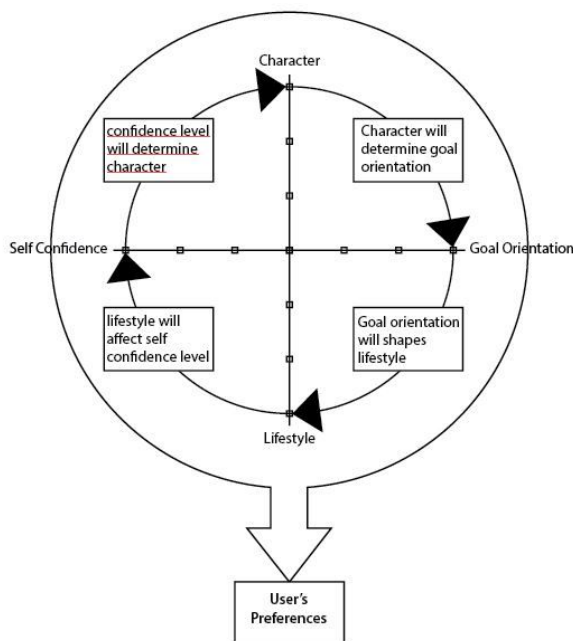 Character
confidence level
will determine
character
Character will
determine goal
orientation
Self Confidence
Goal Orientation
lifestyle will
affect self
confidence level
Goal orientation
will shapes
lifestyle
Lifestyle
User's
Preferences